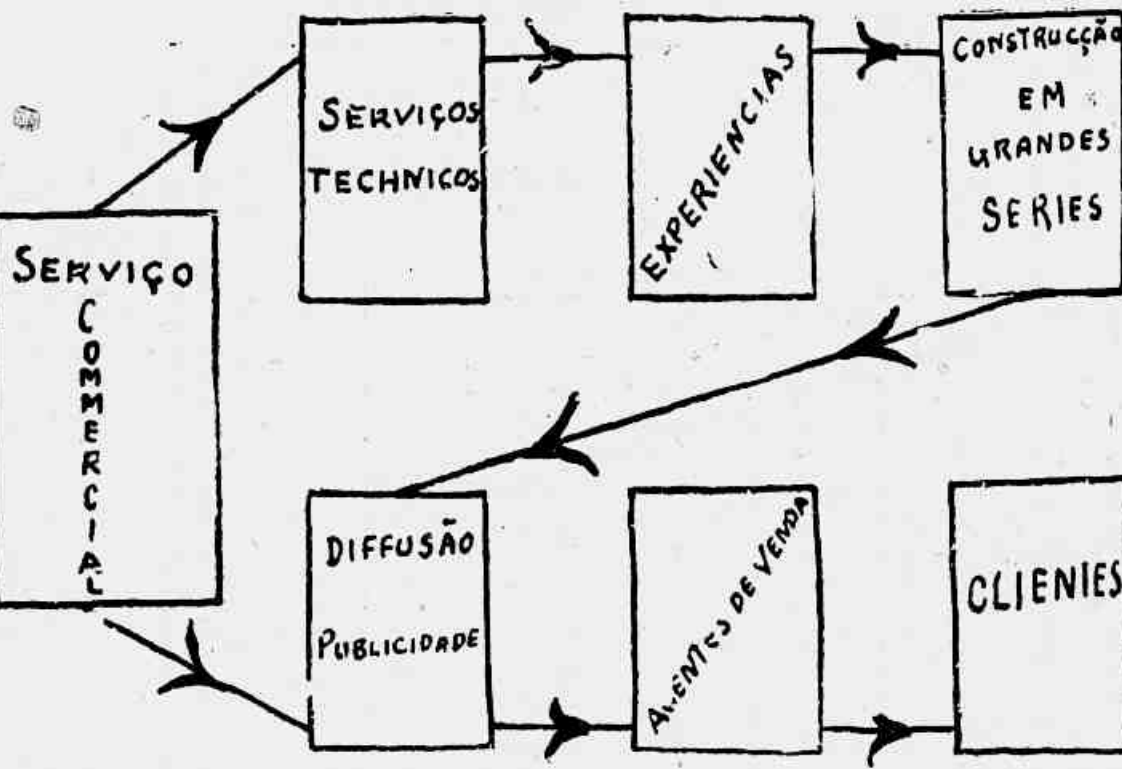 SERVIÇO
COMMERCIAL
SERVIÇOS
TECHNICOS
EXPERIENCIAS
CONSTRUCÇÃO
EM
GRANDES
SERIES
DIFFUSÃO
PUBLICIDADE
AGENTES DE VENDA
CLIENTES